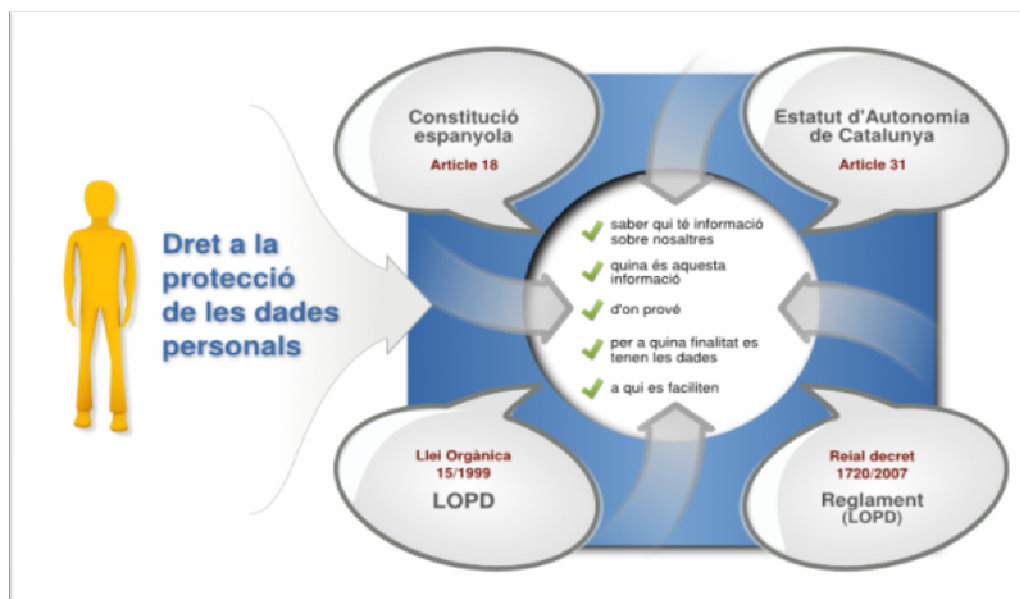 Dret a la
protecció
de les dades
personals
Constitució
espanyola
Article 18
Estatut d'Autonomia
de Catalunya
Article 31
saber qui té informació
sobre nosaltres
quina és aquesta
informació
d'on prové
per a quina finalitat es
tenen les dades
a qui es faciliten
Llei Orgànica
15/1999
LOPD
Reial decret
1720/2007
Reglament
(LOPD)